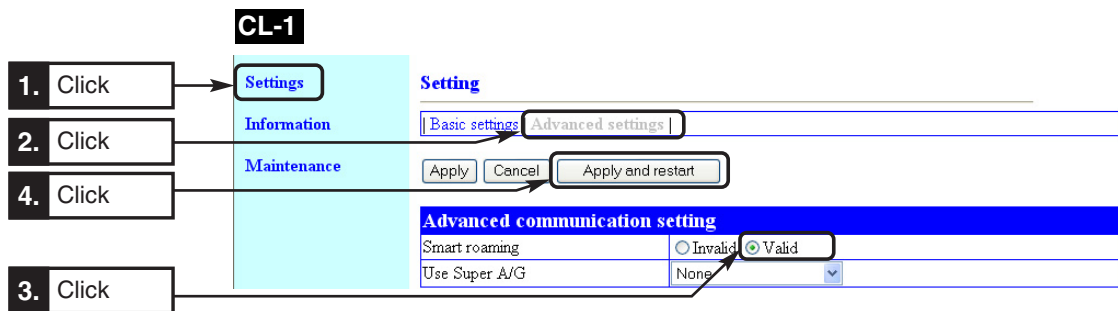 CL-1
1. Click
Settings
Setting
Information
| Basic settings | Advanced settings |
2. Click
Maintenance
Apply Cancel Apply and restart
4. Click
Advanced communication setting
Smart roaming Invalid Valid
Use Super A/G None
3. Click